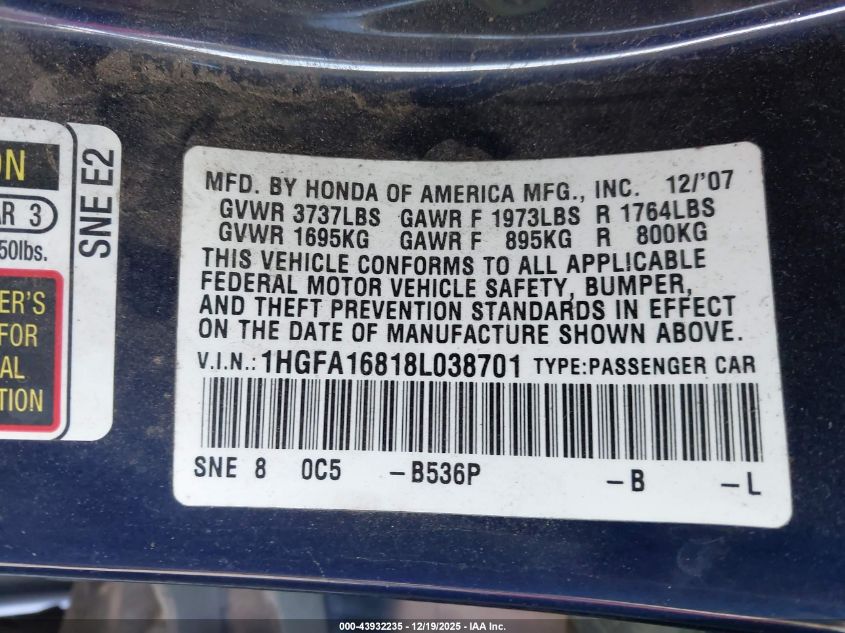 ON
AR 3
50lbs.
ER'S
FOR
AL
TION
SNE E2
MFD. BY HONDA OF AMERICA MFG., INC. 12/'07
GVWR 3737LBS GAWR F 1973LBS R 1764LBS
GVWR 1695KG GAWR F 895KG R 800KG
THIS VEHICLE CONFORMS TO ALL APPLICABLE
FEDERAL MOTOR VEHICLE SAFETY, BUMPER,
AND THEFT PREVENTION STANDARDS IN EFFECT
ON THE DATE OF MANUFACTURE SHOWN ABOVE.
V.I.N.: 1HGFA16818L038701 TYPE:PASSENGER CAR
SNE 8 0C5 -B536P -B -L
000-43932235 - 12/19/2025 - IAA Inc.